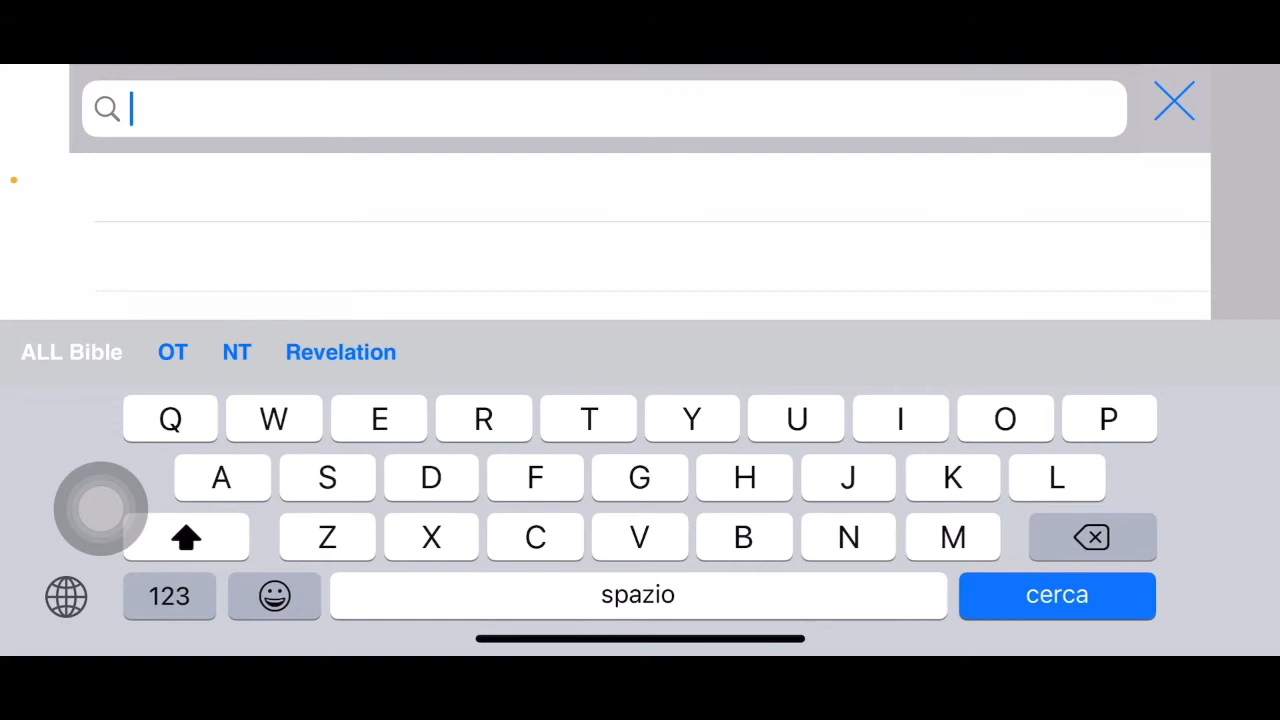 ALL Bible OT NT Revelation
Q W E R T Y U I O P
A S D F G H J K L
Z X C V B N M
123 spazio cerca